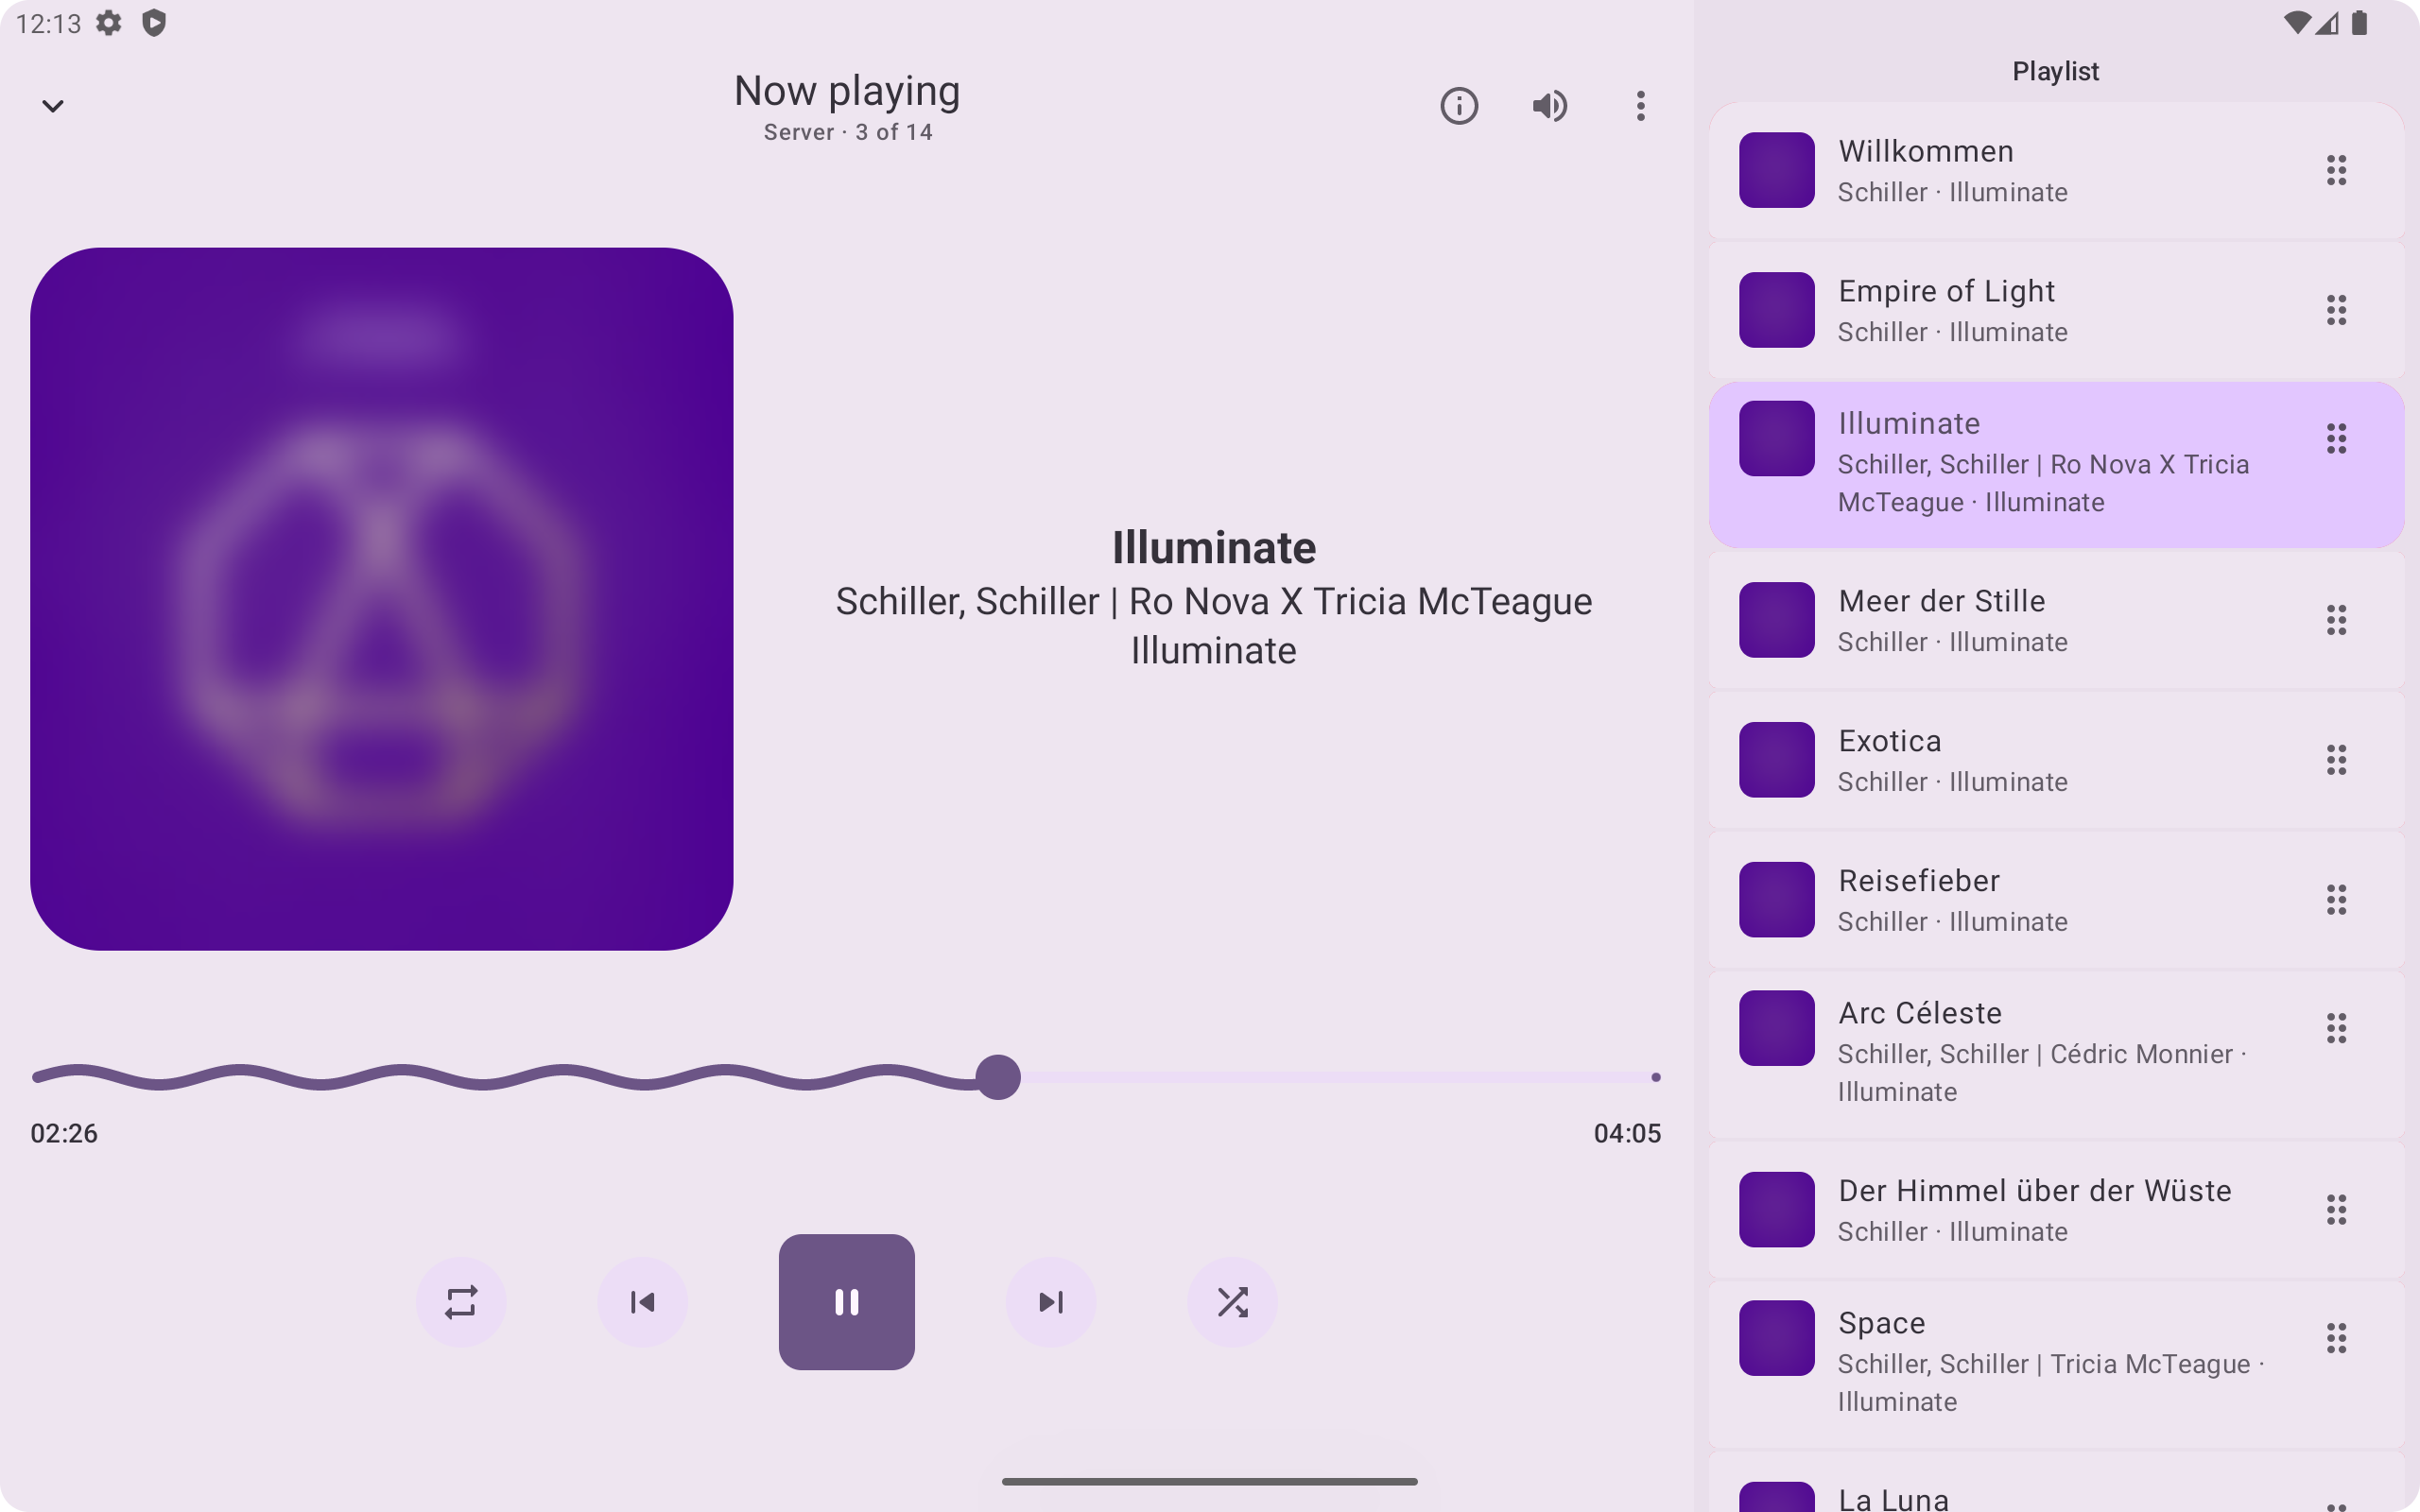 12:13
Now playing
Server · 3 of 14
Illuminate
Schiller, Schiller | Ro Nova X Tricia McTeague
Illuminate
02:26
04:05
Playlist
Willkommen
Schiller · Illuminate
Empire of Light
Schiller · Illuminate
Illuminate
Schiller, Schiller | Ro Nova X Tricia
McTeague · Illuminate
Meer der Stille
Schiller · Illuminate
Exotica
Schiller · Illuminate
Reisefieber
Schiller · Illuminate
Arc Céleste
Schiller, Schiller | Cédric Monnier ·
Illuminate
Der Himmel über der Wüste
Schiller · Illuminate
Space
Schiller, Schiller | Tricia McTeague ·
Illuminate
La Luna